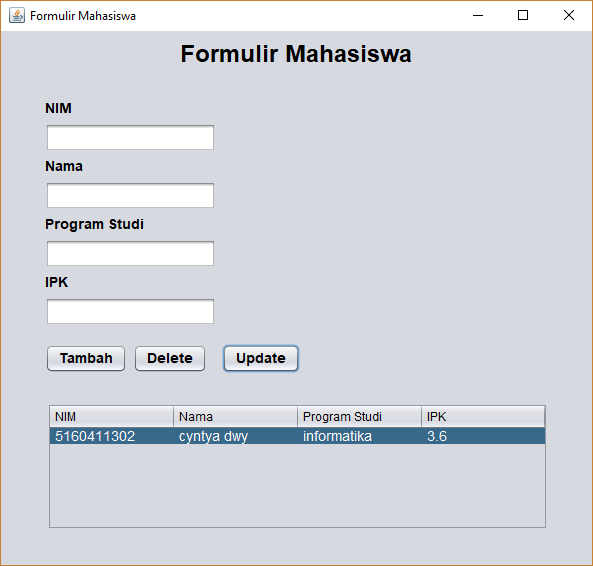 Formulir Mahasiswa
Formulir Mahasiswa
NIM
Nama
Program Studi
IPK
Tambah Delete Update
NIM Nama Program Studi IPK
5160411302 cyntya dwy informatika 3.6